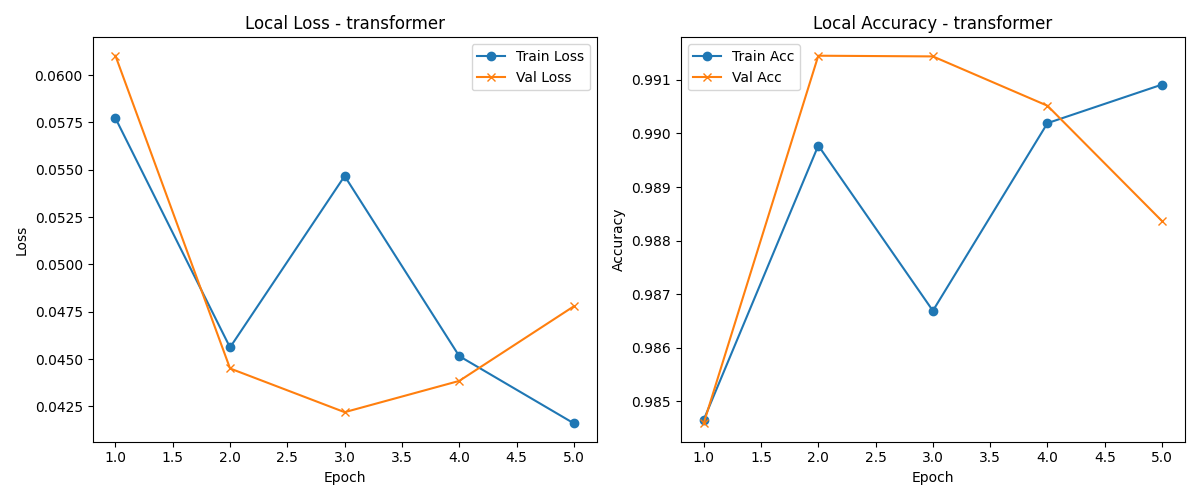 Local Loss - transformer
Train Loss
Val Loss
0.0600
0.0575
0.0550
0.0525
0.0500
0.0475
0.0450
0.0425
Loss
1.0 1.5 2.0 2.5 3.0 3.5 4.0 4.5 5.0
Epoch
Local Accuracy - transformer
Train Acc
Val Acc
0.991
0.990
0.989
0.988
0.987
0.986
0.985
Accuracy
1.0 1.5 2.0 2.5 3.0 3.5 4.0 4.5 5.0
Epoch